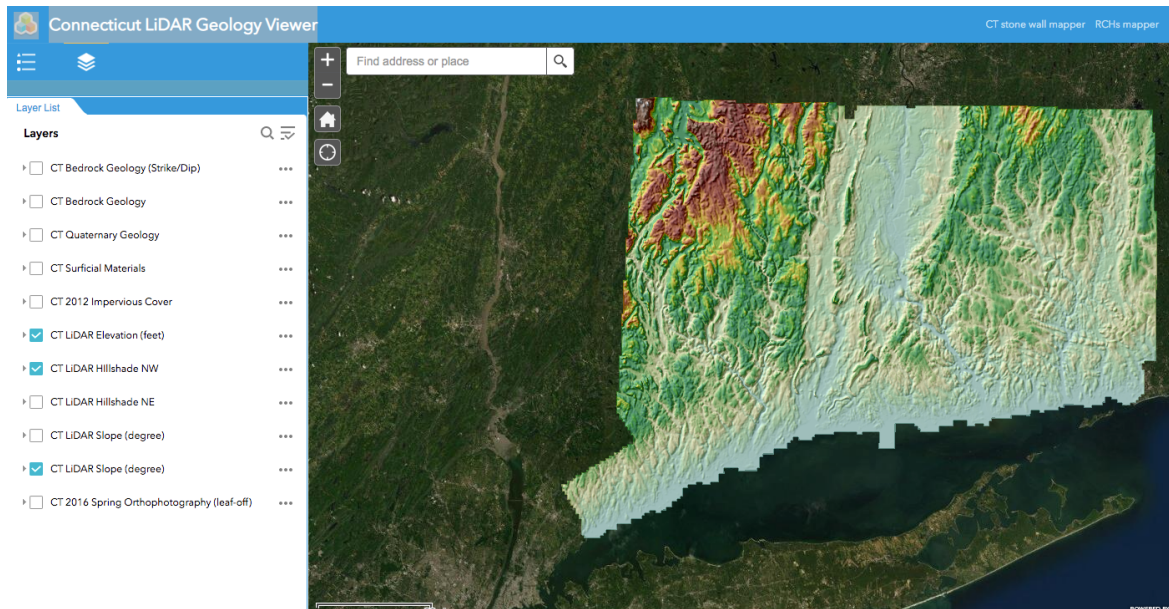 Connecticut LiDAR Geology Viewer
CT stone wall mapper RCHs mapper
Find address or place
Layer List
Layers
CT Bedrock Geology (Strike/Dip)
CT Bedrock Geology
CT Quaternary Geology
CT Surficial Materials
CT 2012 Impervious Cover
CT LiDAR Elevation (feet)
CT LiDAR HIllshade NW
CT LiDAR Hillshade NE
CT LiDAR Slope (degree)
CT LiDAR Slope (degree)
CT 2016 Spring Orthophotography (leaf-off)